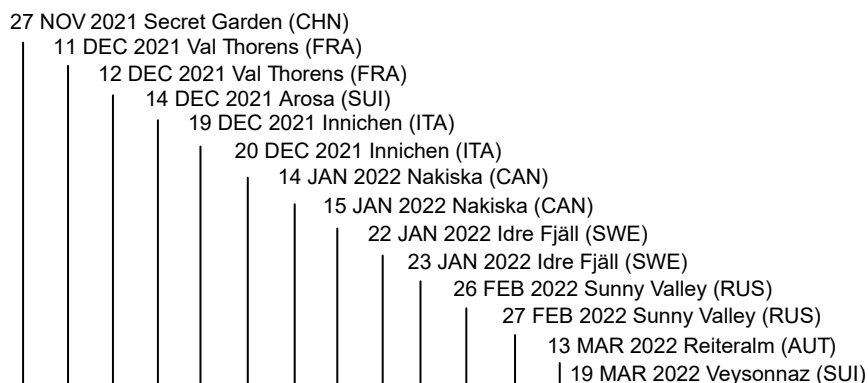 27 NOV 2021 Secret Garden (CHN)
11 DEC 2021 Val Thorens (FRA)
12 DEC 2021 Val Thorens (FRA)
14 DEC 2021 Arosa (SUI)
19 DEC 2021 Innichen (ITA)
20 DEC 2021 Innichen (ITA)
14 JAN 2022 Nakiska (CAN)
15 JAN 2022 Nakiska (CAN)
22 JAN 2022 Idre Fjäll (SWE)
23 JAN 2022 Idre Fjäll (SWE)
26 FEB 2022 Sunny Valley (RUS)
27 FEB 2022 Sunny Valley (RUS)
13 MAR 2022 Reiteralm (AUT)
19 MAR 2022 Veysonnaz (SUI)